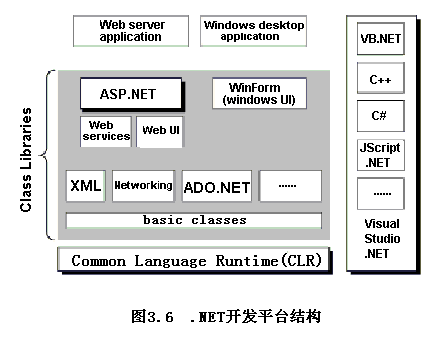 Web server
application
Windows desktop
application
Class Libraries
ASP.NET
WinForm
(windows UI)
Web
services
Web UI
XML
Networking
ADO.NET
......
basic classes
Common Language Runtime(CLR)
VB.NET
C++
C#
JScript
.NET
......
Visual
Studio
.NET
图3.6 .NET开发平台结构